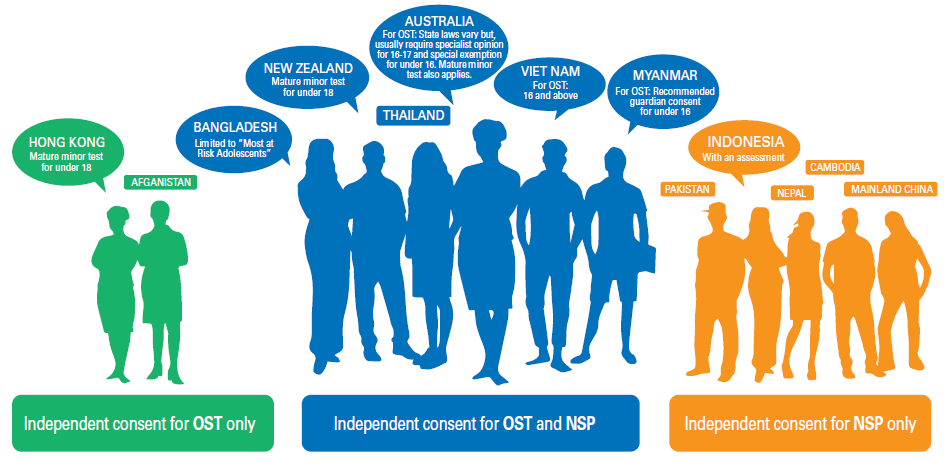 HONG KONG
Mature minor test
for under 18
AFGANISTAN
BANGLADESH
Limited to “Most at
Risk Adolescents”
NEW ZEALAND
Mature minor test
for under 18
THAILAND
AUSTRALIA
For OST: State laws vary but,
usually require specialist opinion
for 16-17 and special exemption
for under 16. Mature minor
test also applies.
VIET NAM
For OST:
16 and above
MYANMAR
For OST: Recommended
guardian consent
for under 16
PAKISTAN
INDONESIA
With an assessment
NEPAL
CAMBODIA
MAINLAND CHINA
Independent consent for OST only
Independent consent for OST and NSP
Independent consent for NSP only